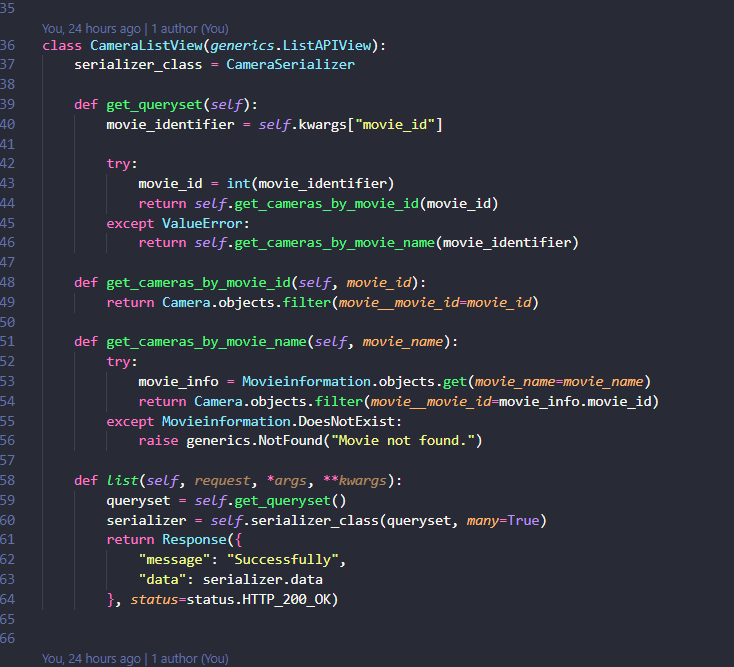 35
You, 24 hours ago | 1 author (You)
36 class CameraListView(generics.ListAPIView):
37     serializer_class = CameraSerializer
38
39     def get_queryset(self):
40         movie_identifier = self.kwargs["movie_id"]
41
42         try:
43             movie_id = int(movie_identifier)
44             return self.get_cameras_by_movie_id(movie_id)
45         except ValueError:
46             return self.get_cameras_by_movie_name(movie_identifier)
47
48     def get_cameras_by_movie_id(self, movie_id):
49         return Camera.objects.filter(movie__movie_id=movie_id)
50
51     def get_cameras_by_movie_name(self, movie_name):
52         try:
53             movie_info = Movieinformation.objects.get(movie_name=movie_name)
54             return Camera.objects.filter(movie__movie_id=movie_info.movie_id)
55         except Movieinformation.DoesNotExist:
56             raise generics.NotFound("Movie not found.")
57
58     def list(self, request, *args, **kwargs):
59         queryset = self.get_queryset()
60         serializer = self.serializer_class(queryset, many=True)
61         return Response({
62             "message": "Successfully",
63             "data": serializer.data
64         }, status=status.HTTP_200_OK)
65
66
You, 24 hours ago | 1 author (You)